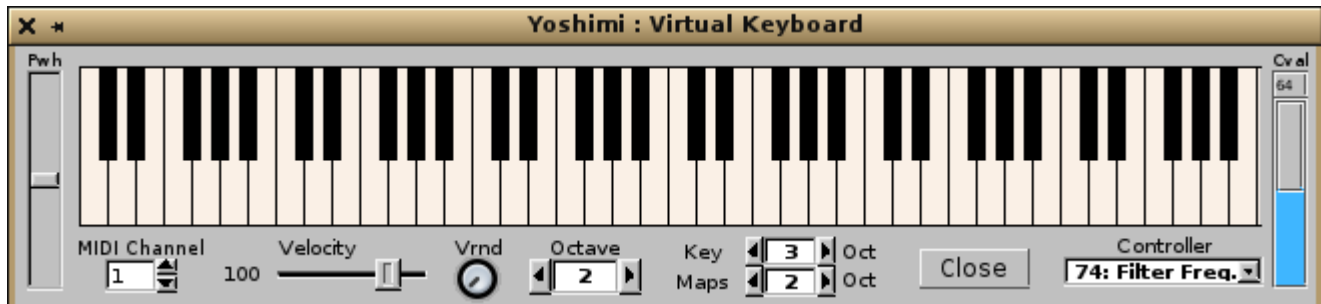 Yoshimi : Virtual Keyboard
Pwh
Cval
64
MIDI Channel
1
Velocity
100
Vrnd
Octave
2
Key 3 Oct
Maps 2 Oct
Close
Controller
74: Filter Freq.